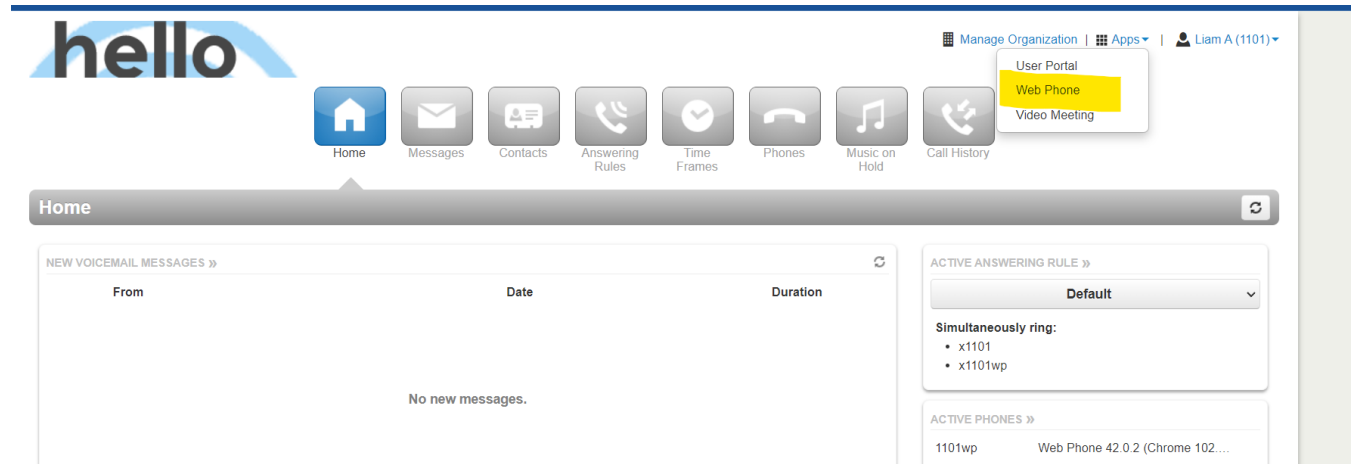 hello
Manage Organization | Apps | Liam A (1101)
User Portal
Web Phone
Video Meeting
Home
Messages
Contacts
Answering
Rules
Time
Frames
Phones
Music on
Hold
Call History
Home
NEW VOICEMAIL MESSAGES »
From Date Duration
No new messages.
ACTIVE ANSWERING RULE »
Default
Simultaneously ring:
• x1101
• x1101wp
ACTIVE PHONES »
1101wp Web Phone 42.0.2 (Chrome 102....